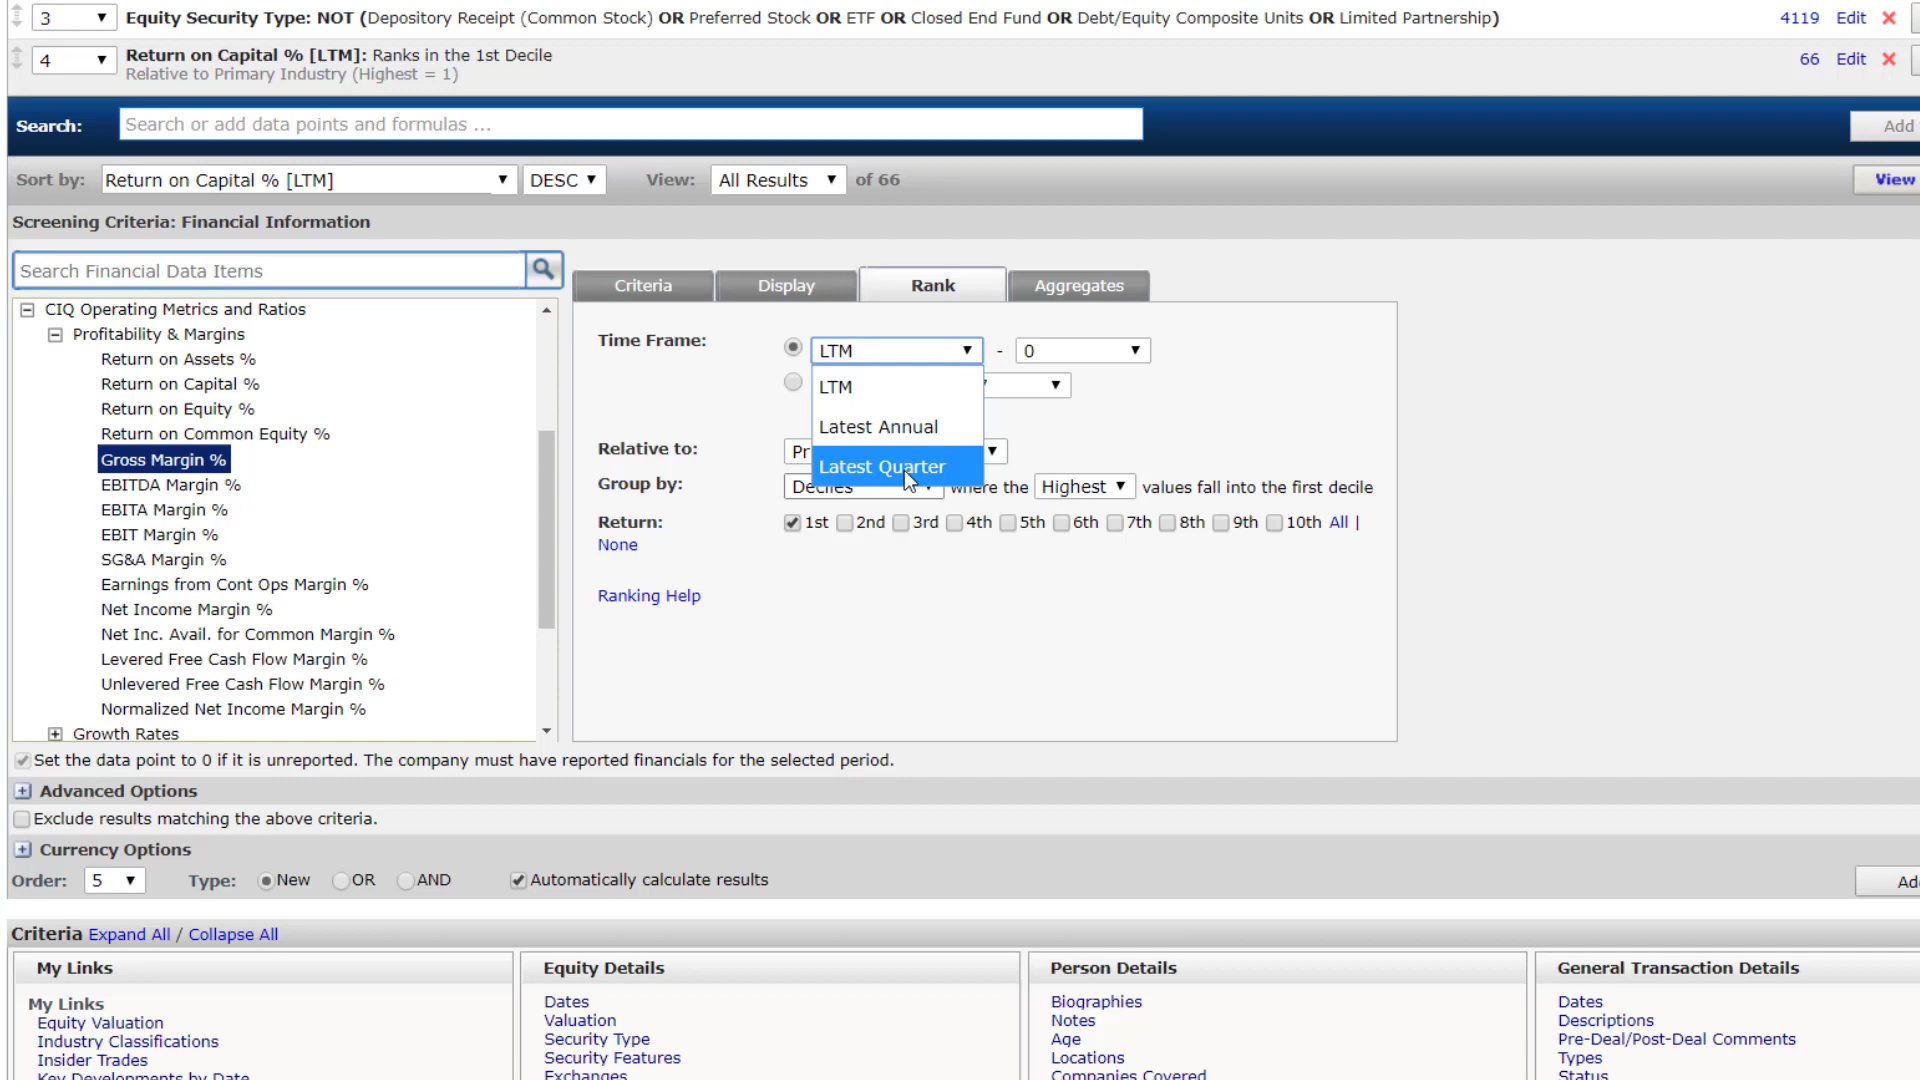 3 Equity Security Type: NOT (Depository Receipt (Common Stock) OR Preferred Stock OR ETF OR Closed End Fund OR Debt/Equity Composite Units OR Limited Partnership) 4119 Edit
4 Return on Capital % [LTM]: Ranks in the 1st Decile 66 Edit
Relative to Primary Industry (Highest = 1)
Search: Search or add data points and formulas ... Add
Sort by: Return on Capital % [LTM] DESC View: All Results of 66 View
Screening Criteria: Financial Information
Search Financial Data Items
Criteria Display Rank Aggregates
CIQ Operating Metrics and Ratios
Profitability & Margins
Return on Assets %
Return on Capital %
Return on Equity %
Return on Common Equity %
Gross Margin %
EBITDA Margin %
EBITA Margin %
EBIT Margin %
SG&A Margin %
Earnings from Cont Ops Margin %
Net Income Margin %
Net Inc. Avail. for Common Margin %
Levered Free Cash Flow Margin %
Unlevered Free Cash Flow Margin %
Normalized Net Income Margin %
Growth Rates
Time Frame: LTM - 0
LTM
Latest Annual
Latest Quarter
Relative to: Pr
Group by: Deciles where the Highest values fall into the first decile
Return: 1st 2nd 3rd 4th 5th 6th 7th 8th 9th 10th All |
None
Ranking Help
Set the data point to 0 if it is unreported. The company must have reported financials for the selected period.
Advanced Options
Exclude results matching the above criteria.
Currency Options
Order: 5 Type: New OR AND Automatically calculate results
Criteria Expand All / Collapse All
My Links Equity Details Person Details General Transaction Details
My Links
Equity Valuation
Industry Classifications
Insider Trades
Key Developments by Date
Dates
Valuation
Security Type
Security Features
Exchanges
Biographies
Notes
Age
Locations
Companies Covered
Dates
Descriptions
Pre-Deal/Post-Deal Comments
Types
Status